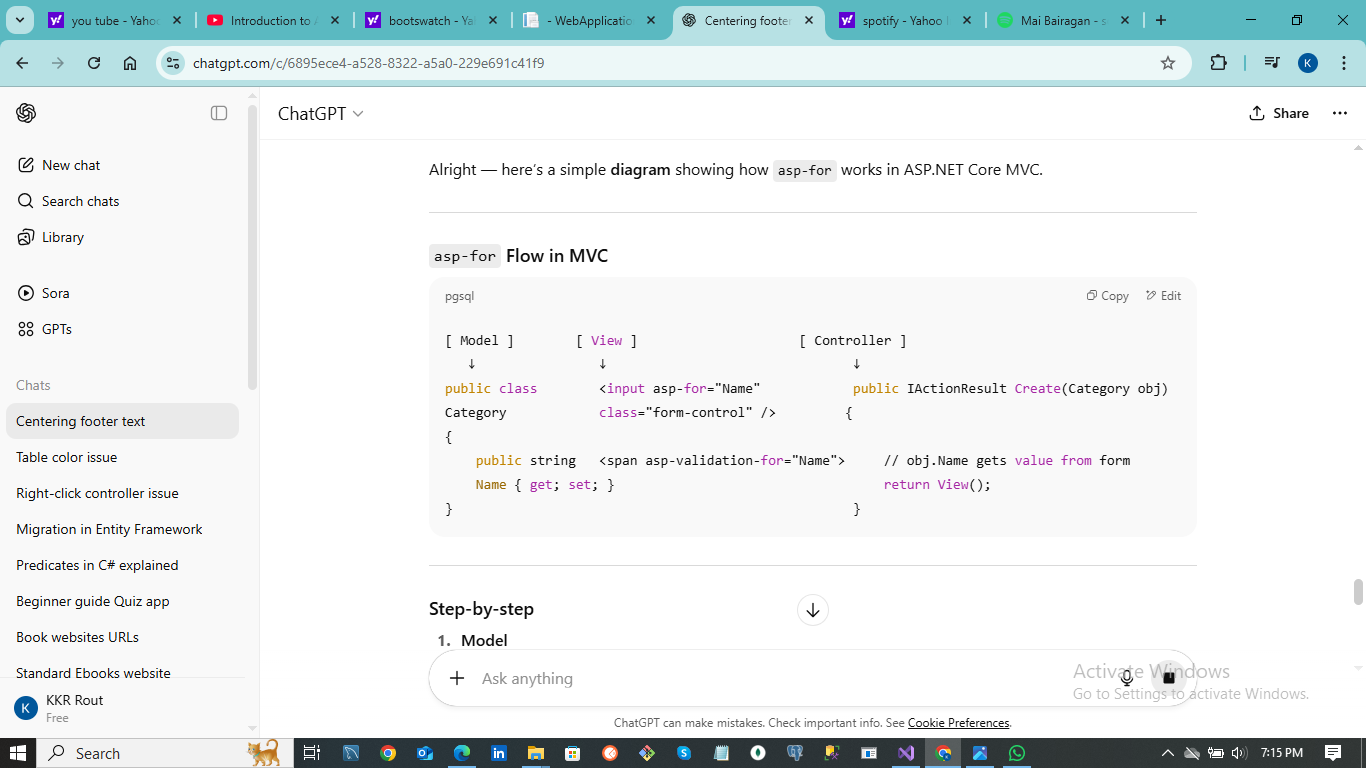 you tube - Yahoo
Introduction to A
bootswatch - Ya
- WebApplicatio
Centering footer
spotify - Yahoo
Mai Bairagan - s
chatgpt.com/c/6895ece4-a528-8322-a5a0-229e691c41f9
K
ChatGPT
Share
New chat
Search chats
Library
Sora
GPTs
Chats
Centering footer text
Table color issue
Right-click controller issue
Migration in Entity Framework
Predicates in C# explained
Beginner guide Quiz app
Book websites URLs
Standard Ebooks website
K
KKR Rout
Free
Alright — here's a simple diagram showing how asp-for works in ASP.NET Core MVC.
asp-for Flow in MVC
pgsql
Copy
Edit
[ Model ] [ View ] [ Controller ]
↓ ↓ ↓
public class <input asp-for="Name" public IActionResult Create(Category obj)
Category class="form-control" /> {
{
public string <span asp-validation-for="Name"> // obj.Name gets value from form
Name { get; set; } return View();
} }
Step-by-step
1. Model
Ask anything
Activate Windows
Go to Settings to activate Windows.
ChatGPT can make mistakes. Check important info. See Cookie Preferences.
Search
7:15 PM